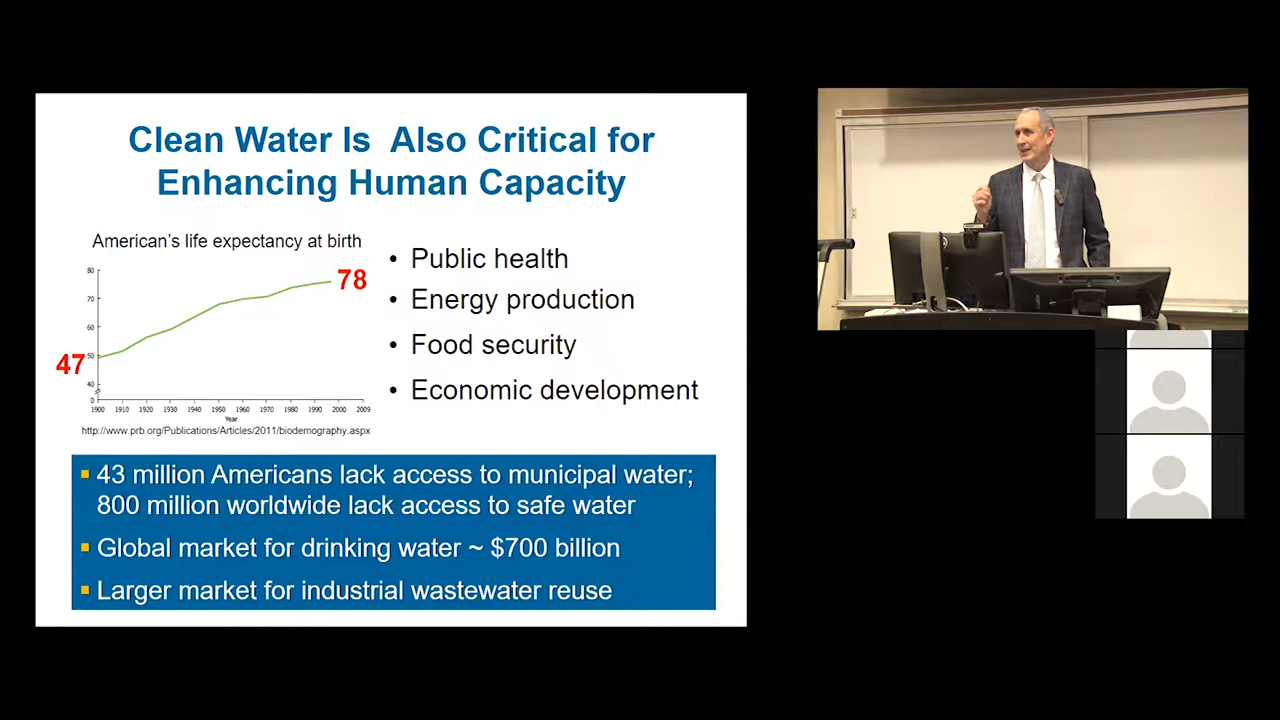 Clean Water Is Also Critical for
Enhancing Human Capacity
American's life expectancy at birth
80
70
60
50
40
0
1900 1910 1920 1930 1940 1950 1960 1970 1980 1990 2000 2009
Year
47
78
http://www.prb.org/Publications/Articles/2011/biodemography.aspx
• Public health
• Energy production
• Food security
• Economic development
▪ 43 million Americans lack access to municipal water;
800 million worldwide lack access to safe water
▪ Global market for drinking water ~ $700 billion
▪ Larger market for industrial wastewater reuse